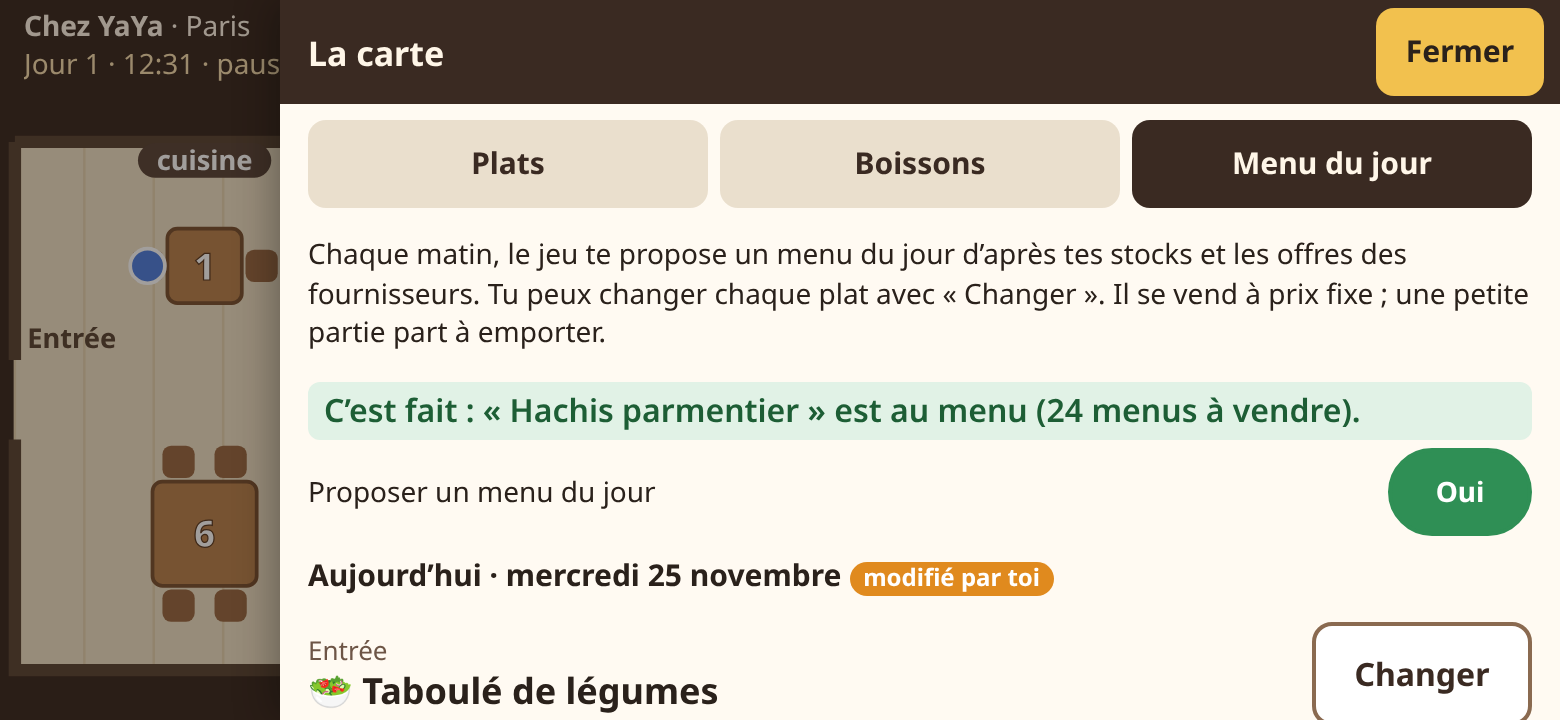 Chez YaYa · Paris
Jour 1 · 12:31 · paus
La carte
Fermer
Plats
Boissons
Menu du jour
cuisine
1
Entrée
6
Chaque matin, le jeu te propose un menu du jour d’après tes stocks et les offres des
fournisseurs. Tu peux changer chaque plat avec « Changer ». Il se vend à prix fixe ; une petite
partie part à emporter.
C’est fait : « Hachis parmentier » est au menu (24 menus à vendre).
Proposer un menu du jour
Oui
Aujourd’hui · mercredi 25 novembre modifié par toi
Entrée
Taboulé de légumes
Changer